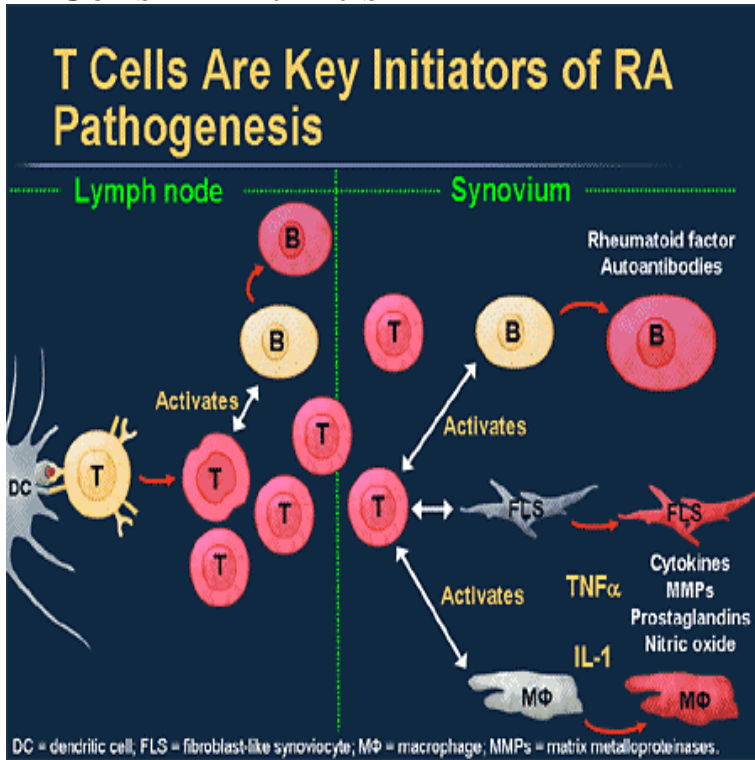 T Cells Are Key Initiators of RA
Pathogenesis
Lymph node
Synovium
B
Rheumatoid factor
Autoantibodies
B
T
B
B
Activates
Activates
DC
T
T
T
T
T
T
FLS
FLS
Activates
TNFα
Cytokines
MMPs
Prostaglandins
Nitric oxide
IL-1
MΦ
MΦ
DC = dendritic cell; FLS = fibroblast-like synoviocyte; MΦ = macrophage; MMPs = matrix metalloproteinases.